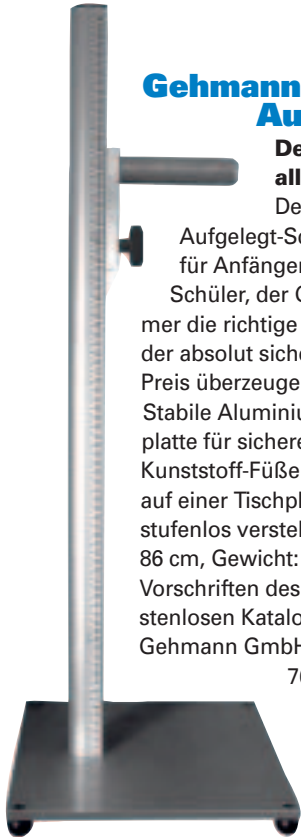 Gehmann
Au
De
all
De
Aufgelegt-Sc
für Anfänger
Schüler, der G
mer die richtige
der absolut siche
Preis überzeuge
Stabile Aluminiu
platte für sichere
Kunststoff-Füße
auf einer Tischpl
stufenlos verstel
86 cm, Gewicht:
Vorschriften des
stenlosen Katalo
Gehmann GmbH
70